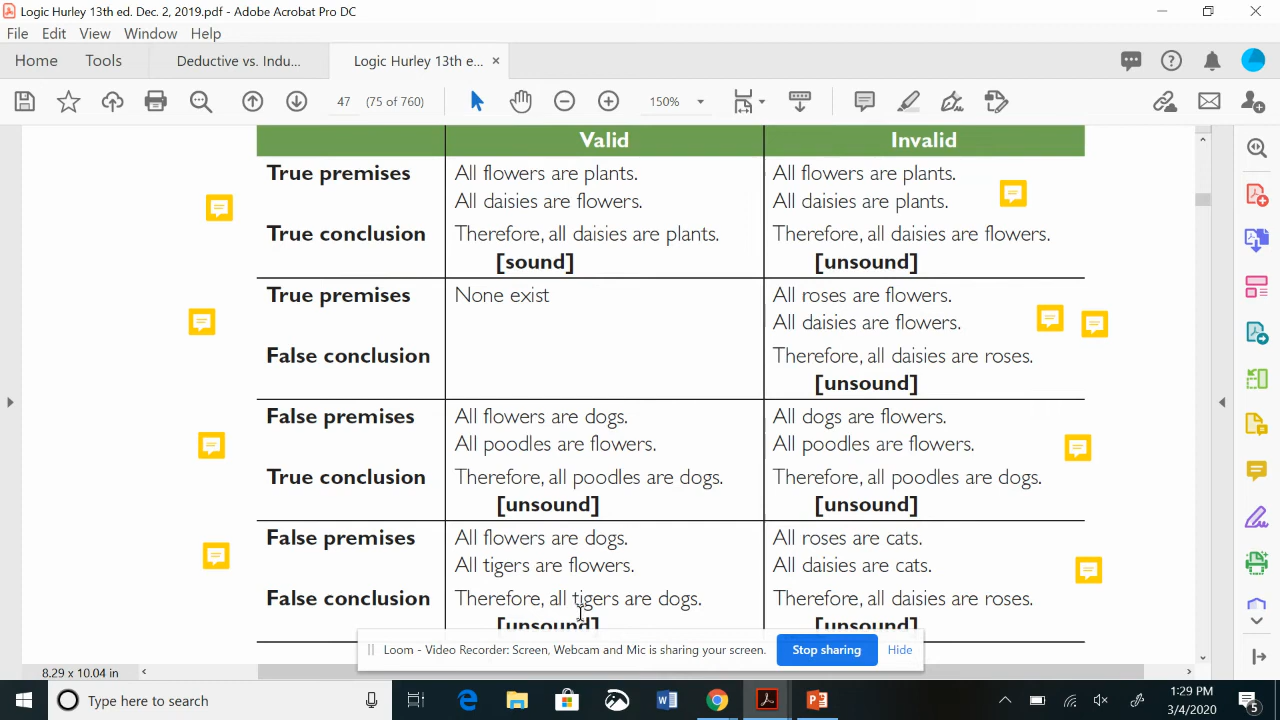 Logic Hurley 13th ed. Dec. 2, 2019.pdf - Adobe Acrobat Pro DC
File Edit View Window Help
Home Tools Deductive vs. Indu... Logic Hurley 13th e... ×
47 (75 of 760) 150%
Valid Invalid
True premises All flowers are plants. All flowers are plants.
All daisies are flowers. All daisies are plants.
True conclusion Therefore, all daisies are plants. Therefore, all daisies are flowers.
[sound] [unsound]
True premises None exist All roses are flowers.
All daisies are flowers.
False conclusion Therefore, all daisies are roses.
[unsound]
False premises All flowers are dogs. All dogs are flowers.
All poodles are flowers. All poodles are flowers.
True conclusion Therefore, all poodles are dogs. Therefore, all poodles are dogs.
[unsound] [unsound]
False premises All flowers are dogs. All roses are cats.
All tigers are flowers. All daisies are cats.
False conclusion Therefore, all tigers are dogs. Therefore, all daisies are roses.
[unsound] [unsound]
Loom - Video Recorder: Screen, Webcam and Mic is sharing your screen. Stop sharing Hide
8.29 x 10.04 in
Type here to search
1:29 PM
3/4/2020
5